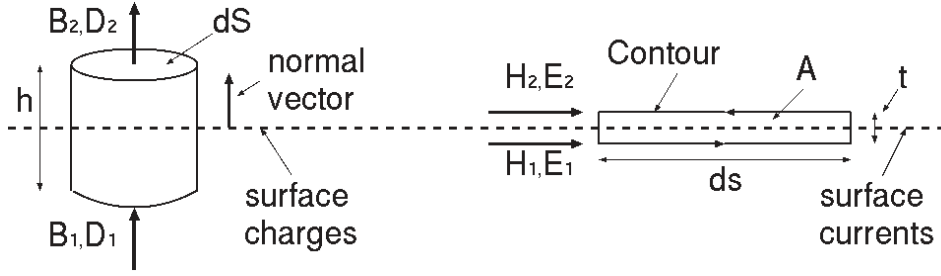 B₂,D₂
dS
h
normal
vector
B₁,D₁
surface
charges
H₂,E₂
H₁,E₁
Contour
A
t
ds
surface
currents